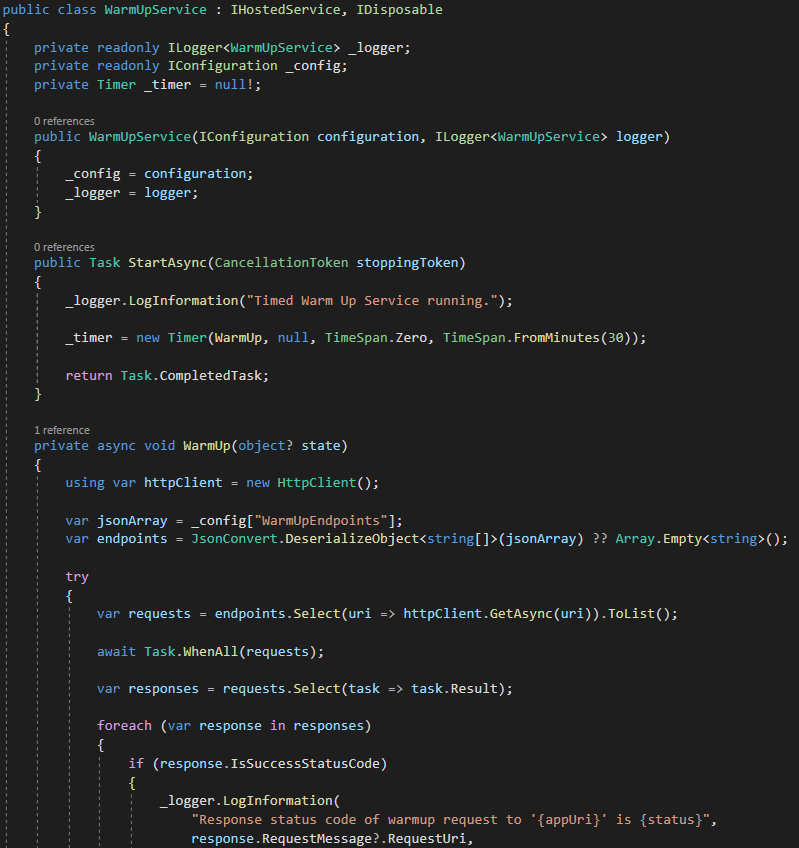 public class WarmUpService : IHostedService, IDisposable
{
private readonly ILogger<WarmUpService> _logger;
private readonly IConfiguration _config;
private Timer _timer = null!;
0 references
public WarmUpService(IConfiguration configuration, ILogger<WarmUpService> logger)
{
_config = configuration;
_logger = logger;
}
0 references
public Task StartAsync(CancellationToken stoppingToken)
{
_logger.LogInformation("Timed Warm Up Service running.");
_timer = new Timer(WarmUp, null, TimeSpan.Zero, TimeSpan.FromMinutes(30));
return Task.CompletedTask;
}
1 reference
private async void WarmUp(object? state)
{
using var httpClient = new HttpClient();
var jsonArray = _config["WarmUpEndpoints"];
var endpoints = JsonConvert.DeserializeObject<string[]>(jsonArray) ?? Array.Empty<string>();
try
{
var requests = endpoints.Select(uri => httpClient.GetAsync(uri)).ToList();
await Task.WhenAll(requests);
var responses = requests.Select(task => task.Result);
foreach (var response in responses)
{
if (response.IsSuccessStatusCode)
{
_logger.LogInformation(
"Response status code of warmup request to '{appUri}' is {status}",
response.RequestMessage?.RequestUri,